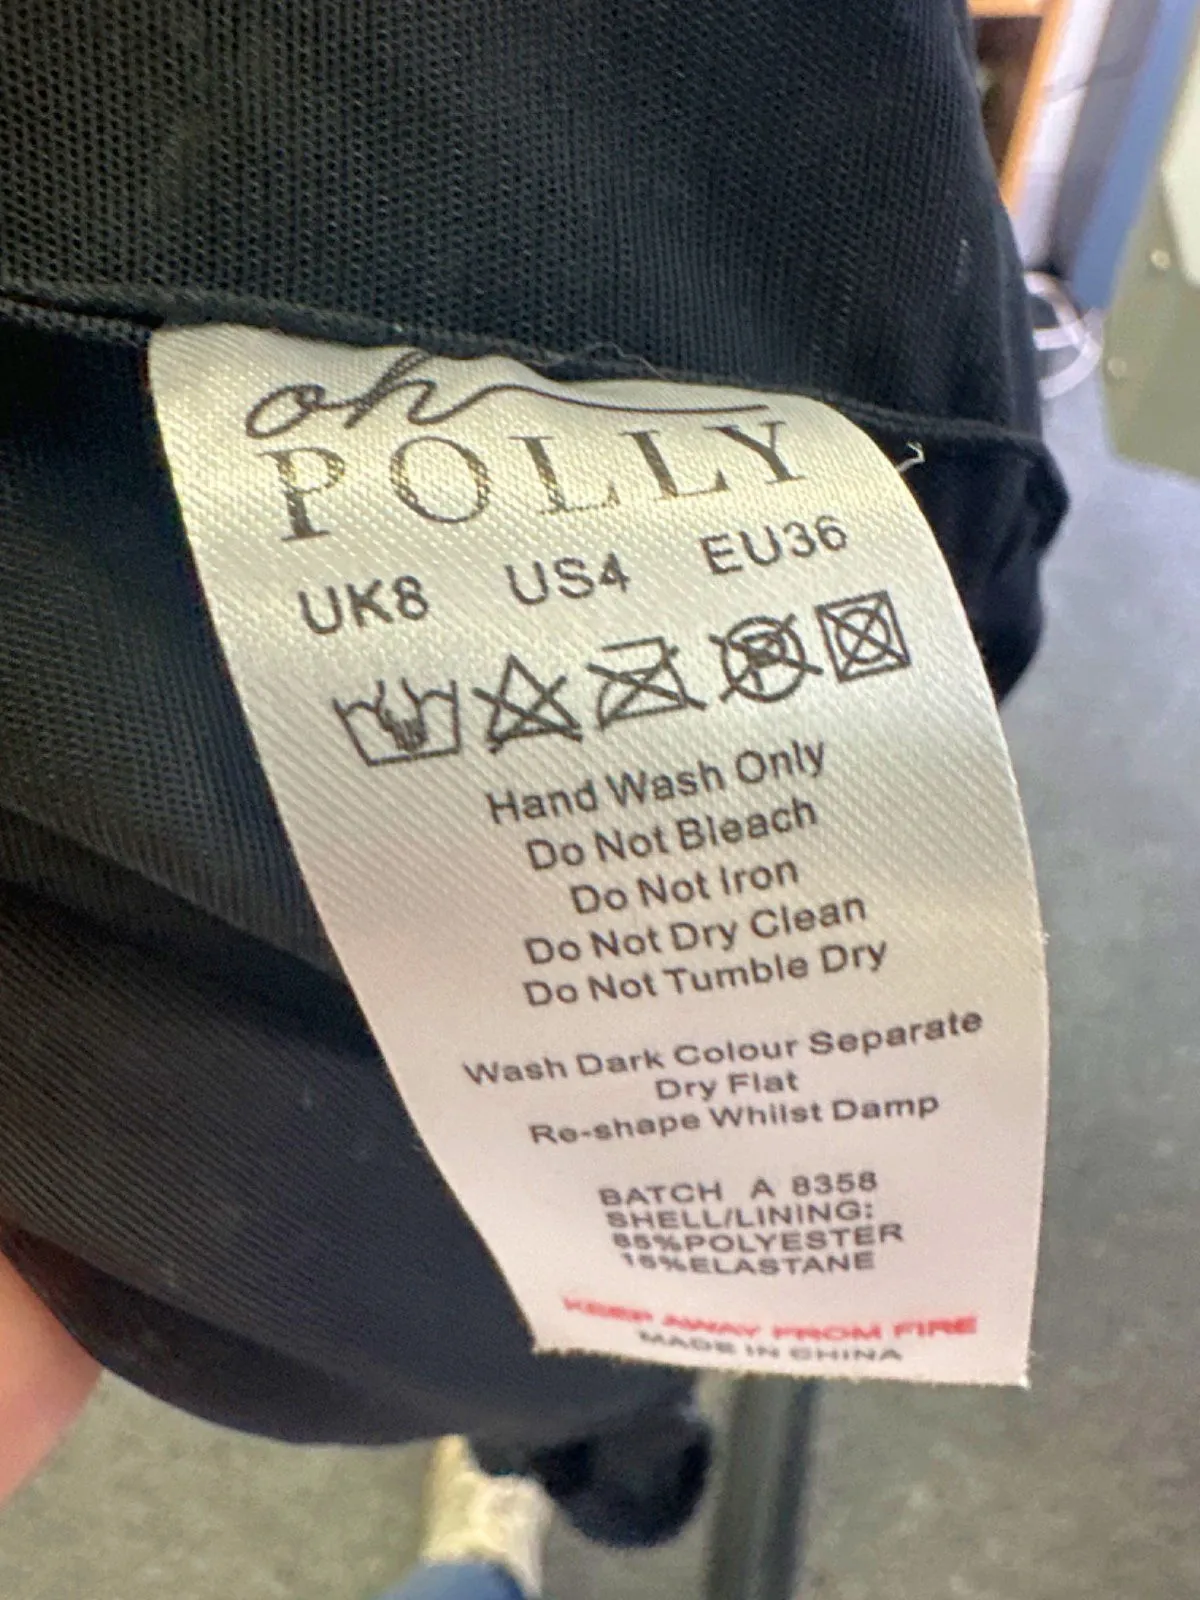 oh
POLLY
UK8 US4 EU36
Hand Wash Only
Do Not Bleach
Do Not Iron
Do Not Dry Clean
Do Not Tumble Dry
Wash Dark Colour Separate
Dry Flat
Re-shape Whilst Damp
BATCH A 8358
SHELL/LINING:
85%POLYESTER
15%ELASTANE
KEEP AWAY FROM FIRE
MADE IN CHINA